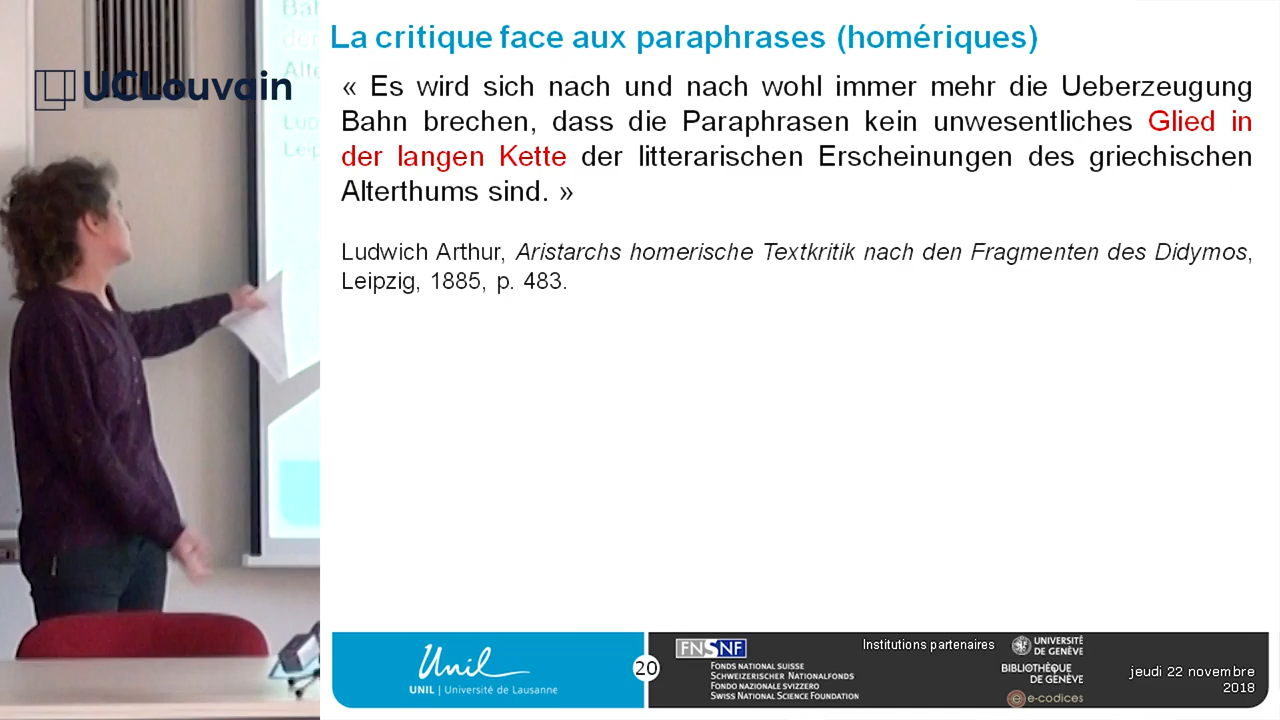 UCLouvain
La critique face aux paraphrases (homériques)
« Es wird sich nach und nach wohl immer mehr die Ueberzeugung
Bahn brechen, dass die Paraphrasen kein unwesentliches Glied in
der langen Kette der litterarischen Erscheinungen des griechischen
Alterthums sind. »
Ludwich Arthur, Aristarchs homerische Textkritik nach den Fragmenten des Didymos,
Leipzig, 1885, p. 483.
Unil
UNIL | Université de Lausanne
20
FNSNF
FONDS NATIONAL SUISSE
SCHWEIZERISCHER NATIONALFONDS
FONDO NAZIONALE SVIZZERO
SWISS NATIONAL SCIENCE FOUNDATION
Institutions partenaires
UNIVERSITÉ
DE GENÈVE
BIBLIOTHÈQUE
DE GENÈVE
e-codices
jeudi 22 novembre
2018